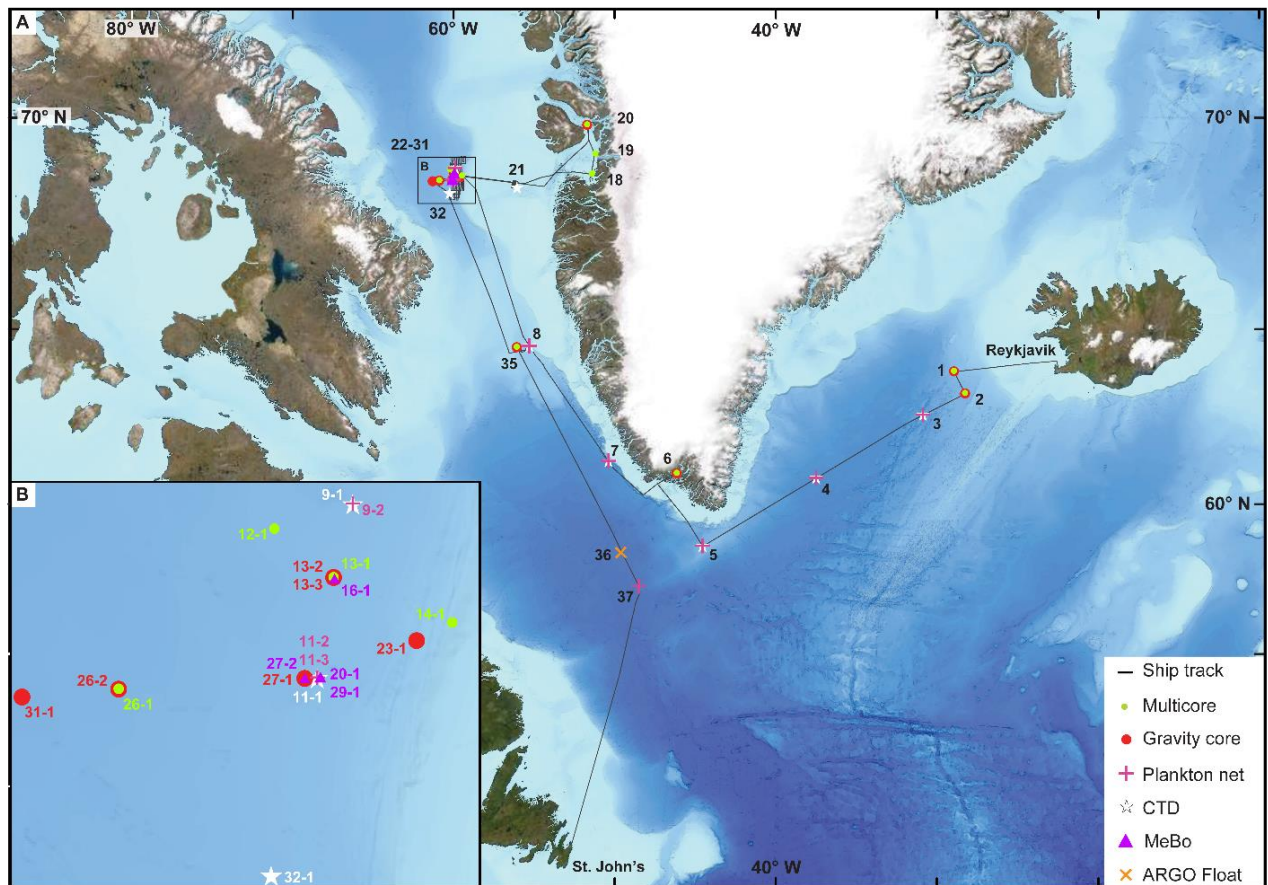 A
80° W
60° W
40° W
70° N
70° N
20
22-31
19
B
21
18
32
8
35
Reykjavik
1
2
3
7
6
4
60° N
5
36
37
B
9-1
9-2
12-1
13-2
13-1
13-3
16-1
14-1
11-2
23-1
27-2
11-3
20-1
26-2
27-1
29-1
31-1
26-1
11-1
32-1
St. John's
40° W
Ship track
Multicore
Gravity core
Plankton net
CTD
MeBo
ARGO Float